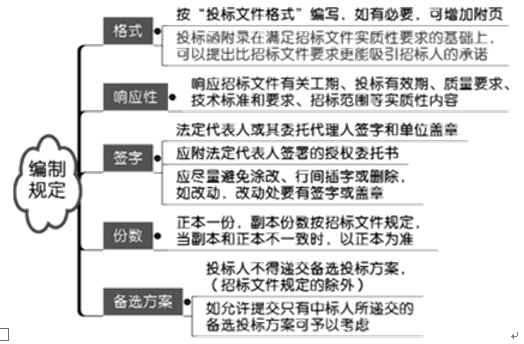 编制
规定
格式
按“投标文件格式”编写，如有必要，可增加附页
投标函附录在满足招标文件实质性要求的基础上，
可以提出比招标文件要求更能吸引招标人的承诺
响应性
响应招标文件有关工期、投标有效期、质量要求、
技术标准和要求、招标范围等实质性内容
签字
法定代表人或其委托代理人签字和单位盖章
应附法定代表人签署的授权委托书
应尽量避免涂改、行间插字或删除，
如改动，改动处要有签字或盖章
份数
正本一份，副本份数按招标文件规定，
当副本和正本不一致时，以正本为准
备选方案
投标人不得递交备选投标方案，
（招标文件规定的除外）
如允许提交只有中标人所递交的
备选投标方案可予以考虑